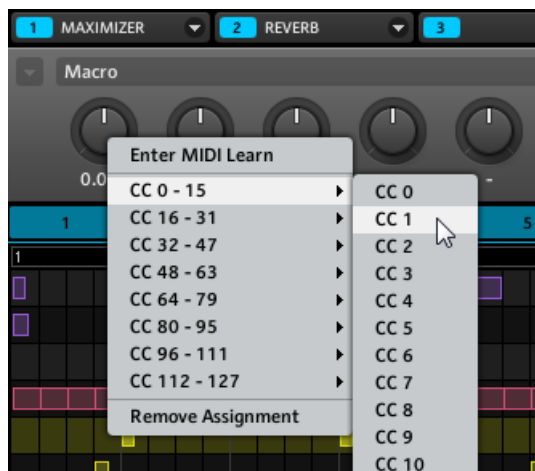 1 MAXIMIZER 2 REVERB 3
Macro
0.0
-
1 5
1
Enter MIDI Learn
CC 0 - 15
CC 16 - 31
CC 32 - 47
CC 48 - 63
CC 64 - 79
CC 80 - 95
CC 96 - 111
CC 112 - 127
Remove Assignment
CC 0
CC 1
CC 2
CC 3
CC 4
CC 5
CC 6
CC 7
CC 8
CC 9
CC 10